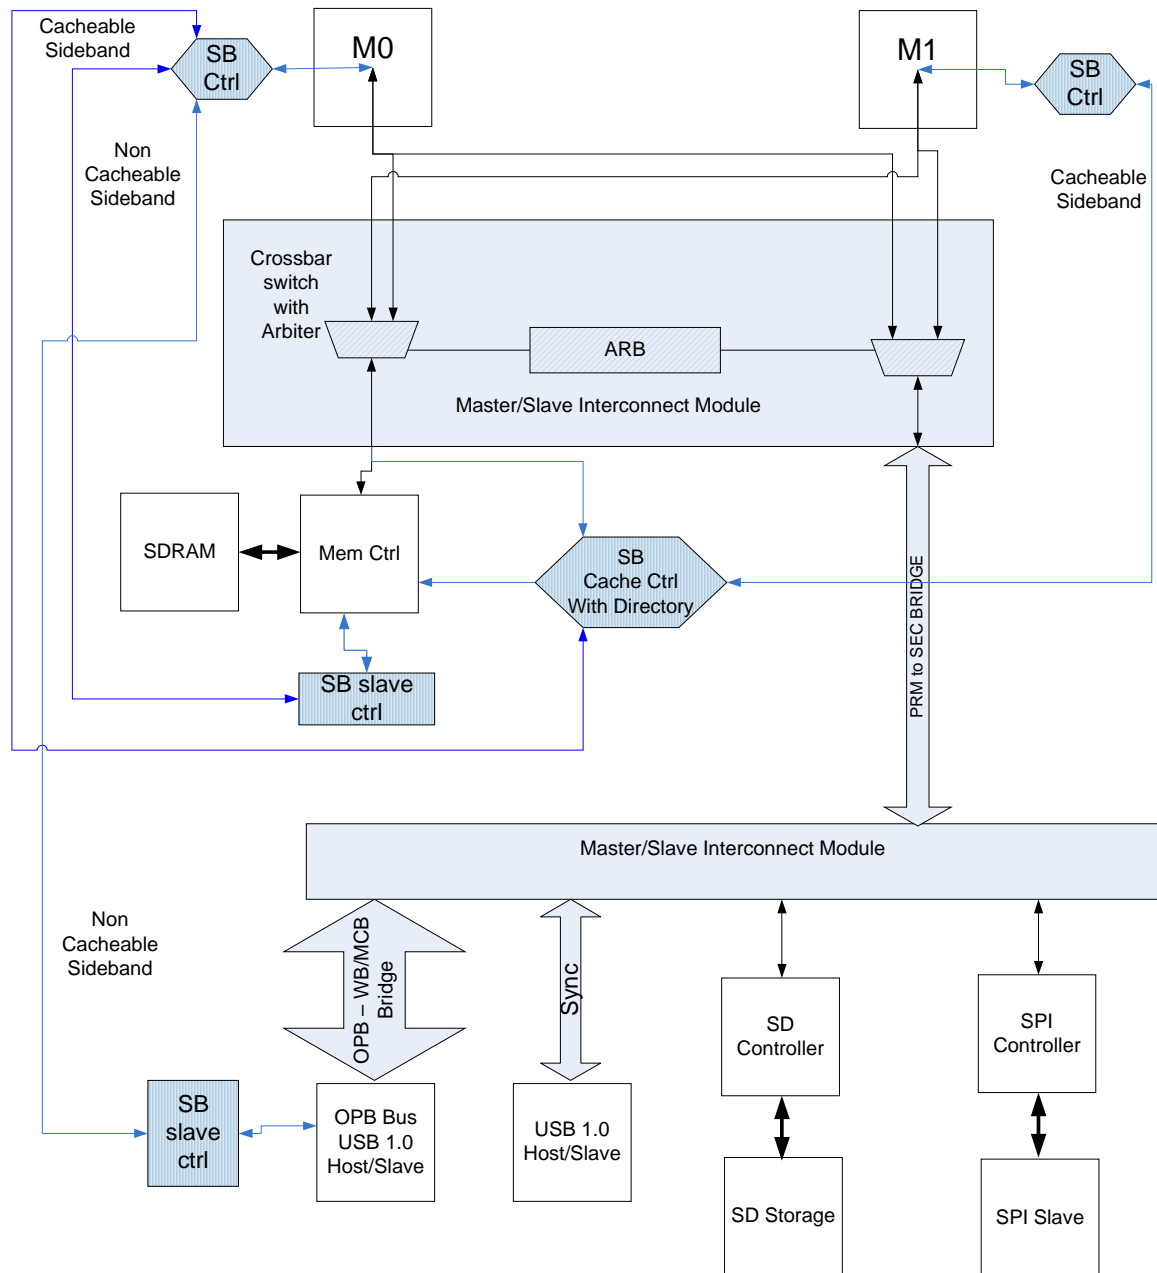 Cacheable
Sideband
SB
Ctrl
M0
M1
SB
Ctrl
Non
Cacheable
Sideband
Cacheable
Sideband
Crossbar
switch
with
Arbiter
ARB
Master/Slave Interconnect Module
SDRAM
Mem Ctrl
SB
Cache Ctrl
With Directory
PRM to SEC BRIDGE
SB slave
ctrl
Master/Slave Interconnect Module
Non
Cacheable
Sideband
OPB – WB/MCB
Bridge
Sync
SD
Controller
SPI
Controller
SB
slave
ctrl
OPB Bus
USB 1.0
Host/Slave
USB 1.0
Host/Slave
SD Storage
SPI Slave